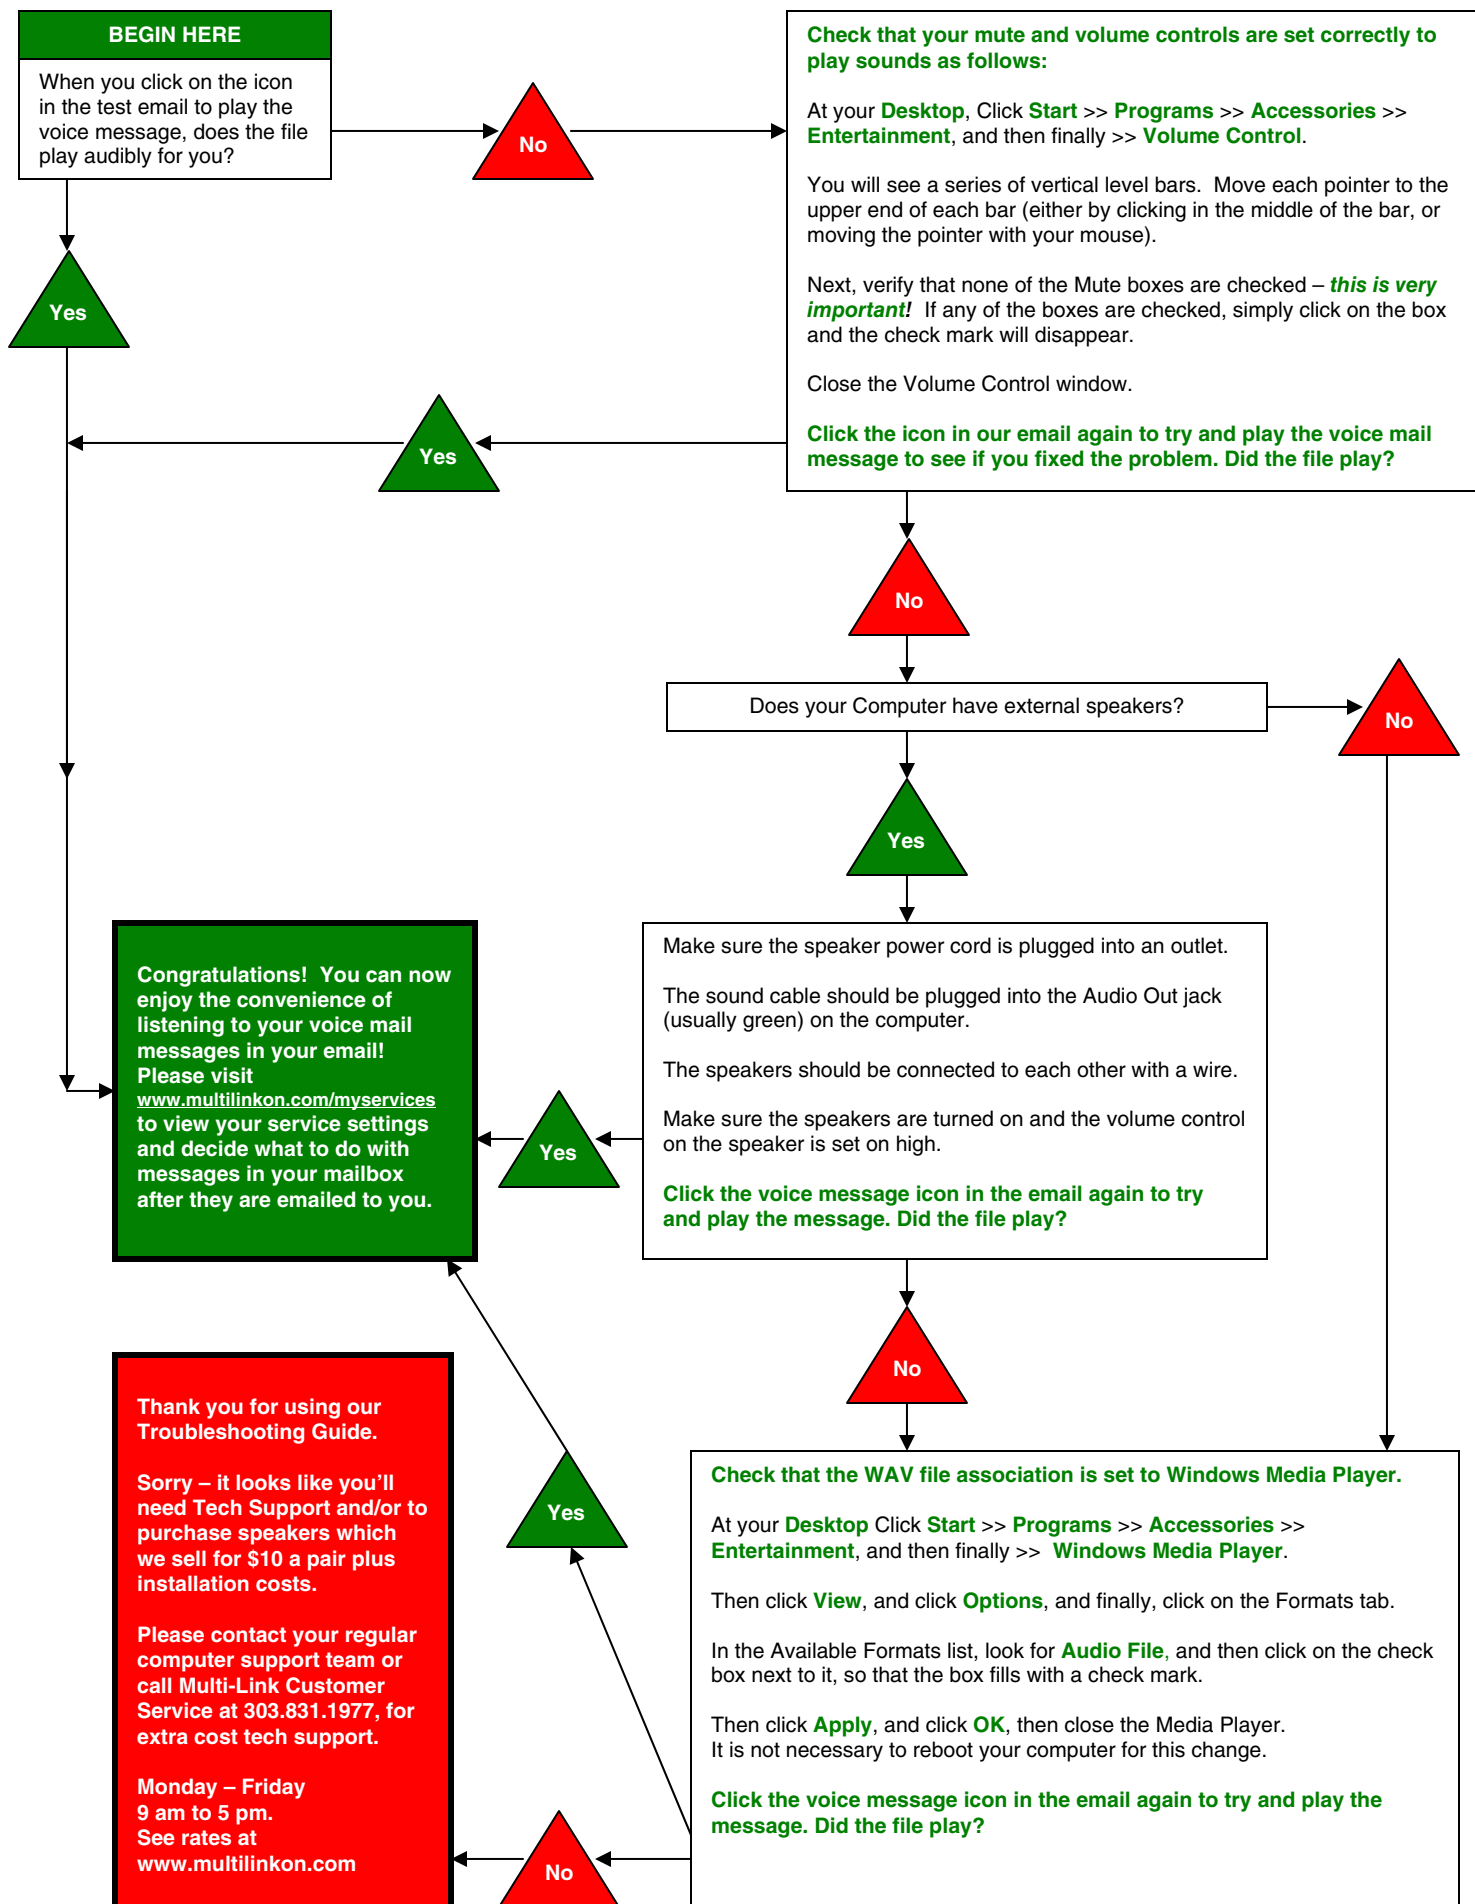 BEGIN HERE
When you click on the icon
in the test email to play the
voice message, does the file
play audibly for you?
No
Check that your mute and volume controls are set correctly to
play sounds as follows:
At your Desktop, Click Start >> Programs >> Accessories >>
Entertainment, and then finally >> Volume Control.
You will see a series of vertical level bars.  Move each pointer to the
upper end of each bar (either by clicking in the middle of the bar, or
moving the pointer with your mouse).
Next, verify that none of the Mute boxes are checked – this is very
important!  If any of the boxes are checked, simply click on the box
and the check mark will disappear.
Close the Volume Control window.
Click the icon in our email again to try and play the voice mail
message to see if you fixed the problem. Did the file play?
Yes
Yes
No
Does your Computer have external speakers?
No
Yes
Make sure the speaker power cord is plugged into an outlet.
The sound cable should be plugged into the Audio Out jack
(usually green) on the computer.
The speakers should be connected to each other with a wire.
Make sure the speakers are turned on and the volume control
on the speaker is set on high.
Click the voice message icon in the email again to try
and play the message. Did the file play?
Yes
Congratulations!  You can now
enjoy the convenience of
listening to your voice mail
messages in your email!
Please visit
www.multilinkon.com/myservices
to view your service settings
and decide what to do with
messages in your mailbox
after they are emailed to you.
No
Check that the WAV file association is set to Windows Media Player.
At your Desktop Click Start >> Programs >> Accessories >>
Entertainment, and then finally >>  Windows Media Player.
Then click View, and click Options, and finally, click on the Formats tab.
In the Available Formats list, look for Audio File, and then click on the check
box next to it, so that the box fills with a check mark.
Then click Apply, and click OK, then close the Media Player.
It is not necessary to reboot your computer for this change.
Click the voice message icon in the email again to try and play the
message. Did the file play?
Yes
No
Thank you for using our
Troubleshooting Guide.
Sorry – it looks like you’ll
need Tech Support and/or to
purchase speakers which
we sell for $10 a pair plus
installation costs.
Please contact your regular
computer support team or
call Multi-Link Customer
Service at 303.831.1977, for
extra cost tech support.
Monday – Friday
9 am to 5 pm.
See rates at
www.multilinkon.com